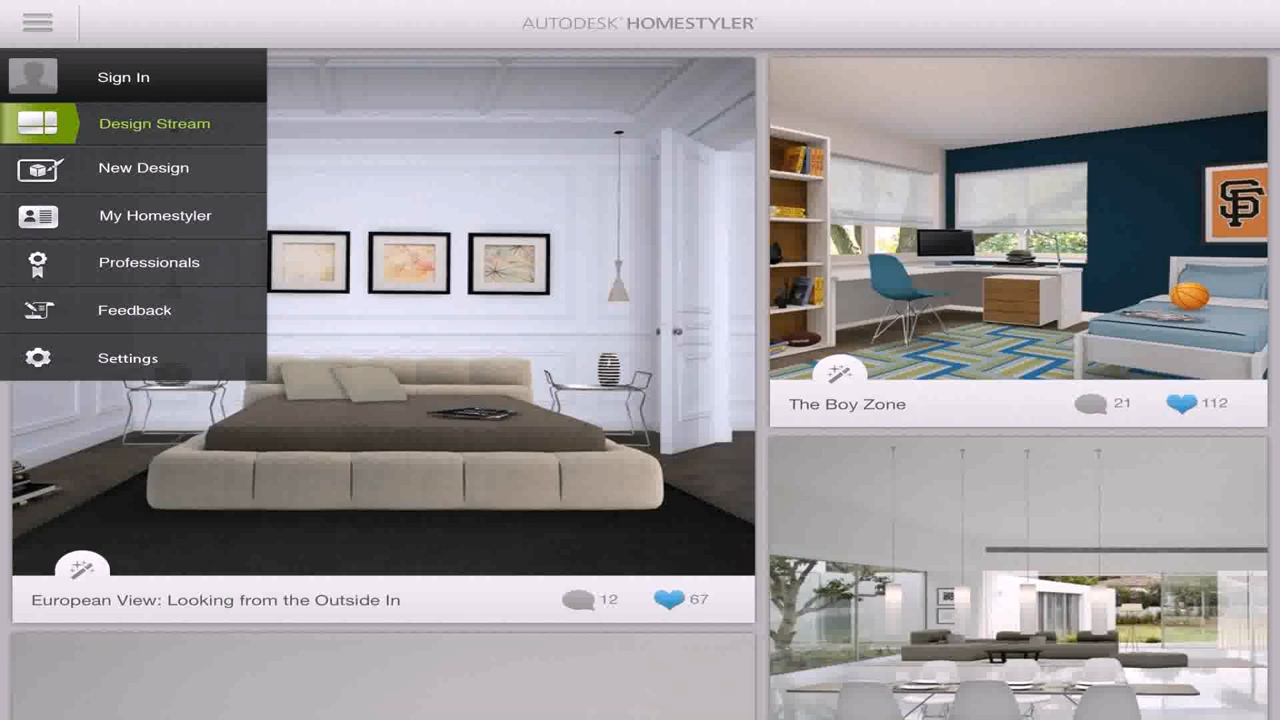 AUTODESK® HOMESTYLER®
Sign In
Design Stream
New Design
My Homestyler
Professionals
Feedback
Settings
SF
The Boy Zone 21 112
European View: Looking from the Outside In 12 67